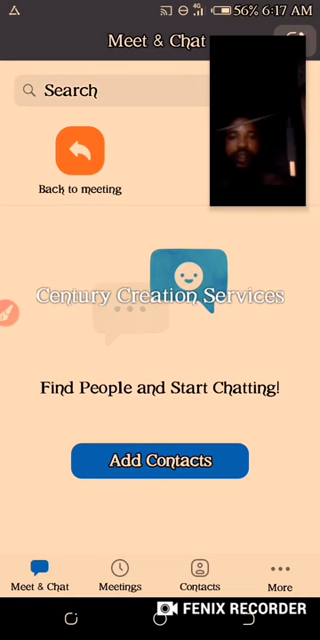 4G 56% 6:17 AM
Meet & Chat
Search
Back to meeting
Century Creation Services
Find People and Start Chatting!
Add Contacts
Meet & Chat Meetings Contacts More
FENIX RECORDER